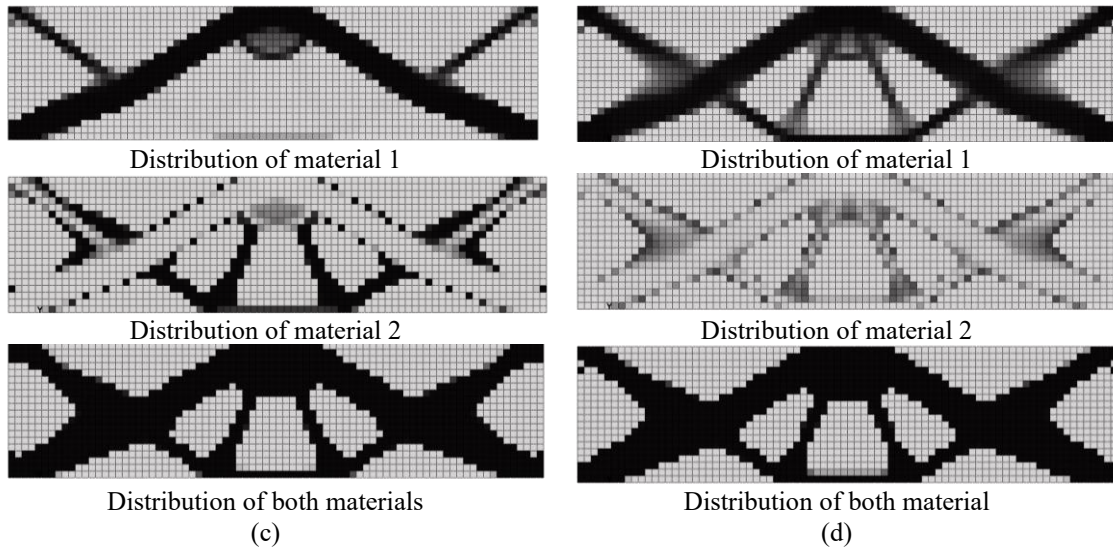 Distribution of material 1
Distribution of material 1
Y
Y
Distribution of material 2
Distribution of material 2
Distribution of both materials
Distribution of both material
(c)
(d)